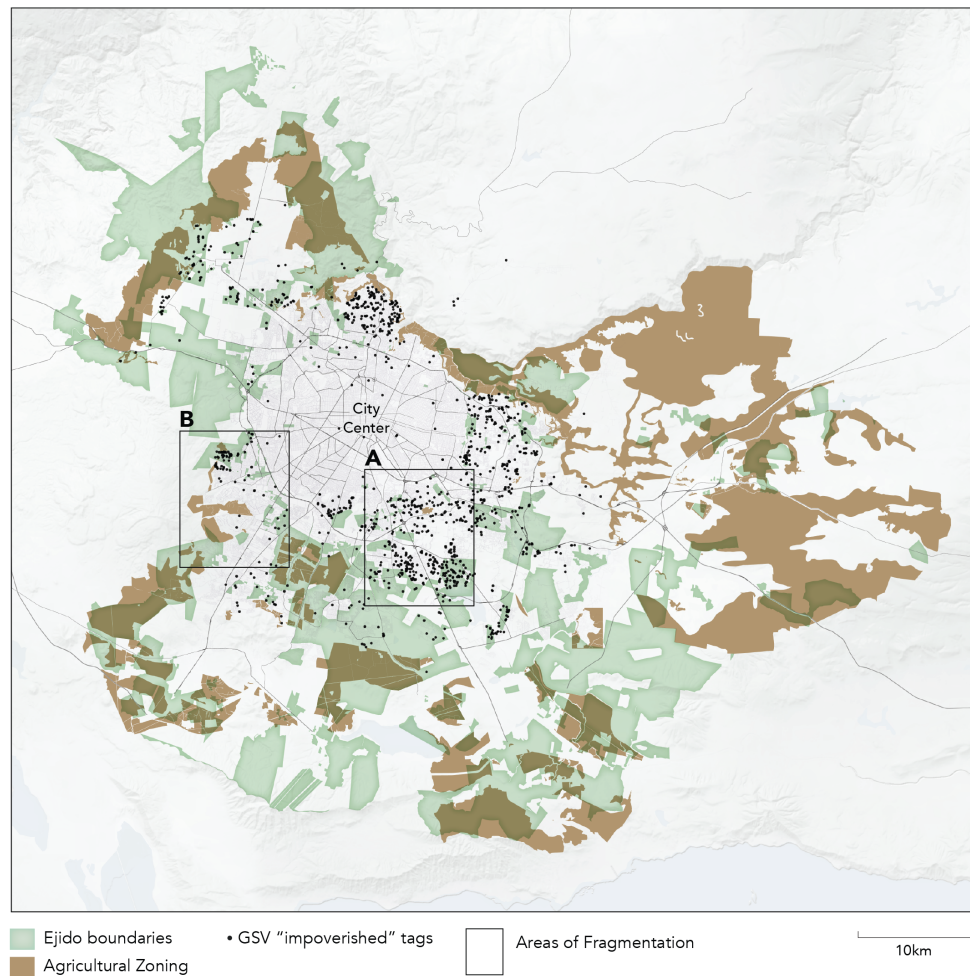 B
City
Center
A
Ejido boundaries
GSV “impoverished” tags
Areas of Fragmentation
10km
Agricultural Zoning